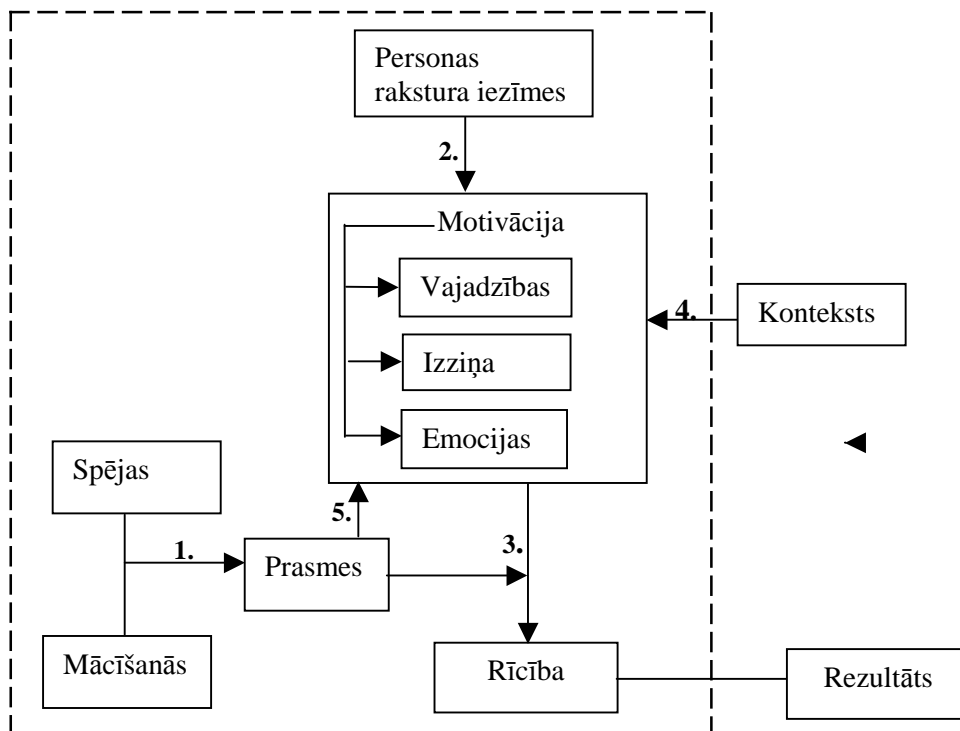 Personas
rakstura iezīmes
2.
Motivācija
Vajadzības
4.
Konteksts
Izziņa
Emocijas
Spējas
5.
1.
3.
Prasmes
Mācīšanās
Rīcība
Rezultāts